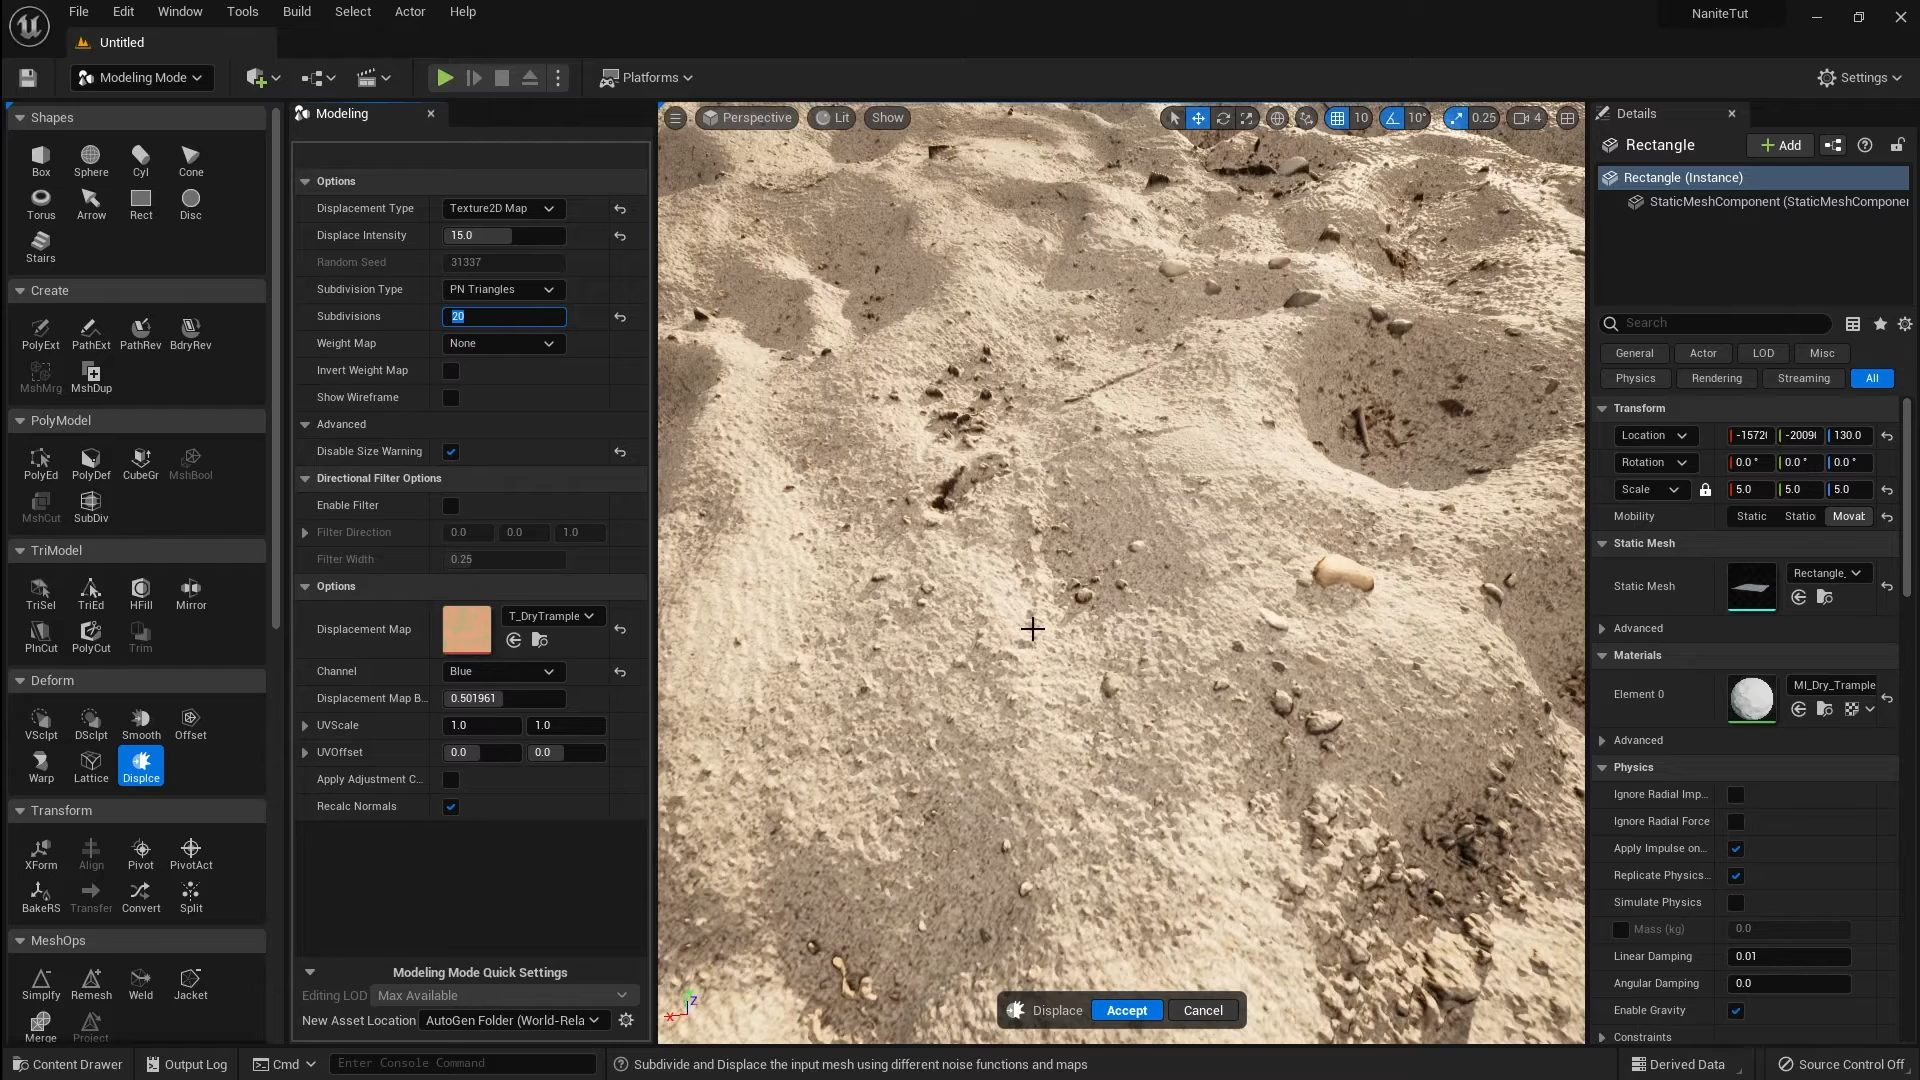 File Edit Window Tools Build Select Actor Help
NaniteTut
Untitled
Modeling Mode
Platforms
Settings
Shapes
Box Sphere Cyl Cone
Torus Arrow Rect Disc
Stairs
Create
PolyExt PathExt PathRev BdryRev
MshMrg MshDup
PolyModel
PolyEd PolyDef CubeGr MshBool
MshCut SubDiv
TriModel
TriSel TriEd HFill Mirror
PlnCut PolyCut Trim
Deform
VSclpt DSclpt Smooth Offset
Warp Lattice Displce
Transform
XForm Align Pivot PivotAct
BakeRS Transfer Convert Split
MeshOps
Simplfy Remesh Weld Jacket
Merge Project
Modeling
Options
Displacement Type Texture2D Map
Displace Intensity 15.0
Random Seed 31337
Subdivision Type PN Triangles
Subdivisions 20
Weight Map None
Invert Weight Map
Show Wireframe
Advanced
Disable Size Warning
Directional Filter Options
Enable Filter
Filter Direction 0.0 0.0 1.0
Filter Width 0.25
Options
Displacement Map T_DryTrample
Channel Blue
Displacement Map B... 0.501961
UVScale 1.0 1.0
UVOffset 0.0 0.0
Apply Adjustment C...
Recalc Normals
Modeling Mode Quick Settings
Editing LOD Max Available
New Asset Location AutoGen Folder (World-Rela
Perspective Lit Show 10 10° 0.25 4
Z
X
Displace Accept Cancel
Details
Rectangle Add
Rectangle (Instance)
StaticMeshComponent (StaticMeshComponer
Search
General Actor LOD Misc
Physics Rendering Streaming All
Transform
Location -1572( -2009( 130.0
Rotation 0.0 ° 0.0 ° 0.0 °
Scale 5.0 5.0 5.0
Mobility Static Statio Movat
Static Mesh
Static Mesh Rectangle_
Advanced
Materials
Element 0 MI_Dry_Trample
Advanced
Physics
Ignore Radial Imp...
Ignore Radial Force
Apply Impulse on...
Replicate Physics...
Simulate Physics
Mass (kg) 0.0
Linear Damping 0.01
Angular Damping 0.0
Enable Gravity
Constraints
Content Drawer Output Log Cmd Enter Console Command Subdivide and Displace the input mesh using different noise functions and maps Derived Data Source Control Off